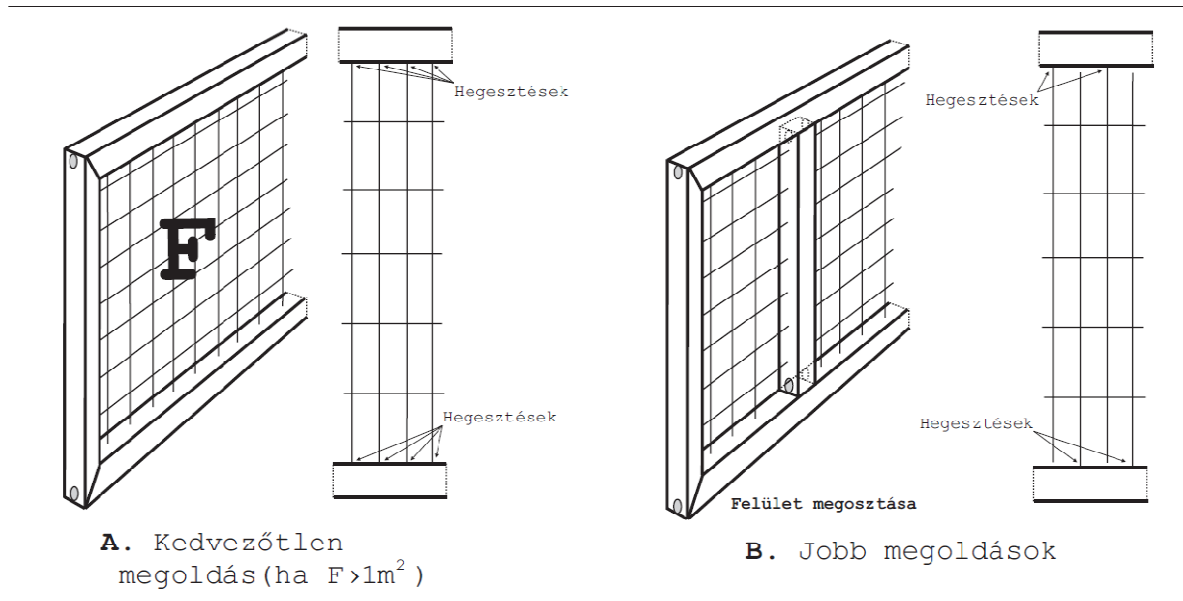 Hegesztések
F
Hegesztések
A. Kedvezőtlen
megoldás(ha F>1m²)
Hegesztések
Hegesztések
Felület megosztása
B. Jobb megoldások